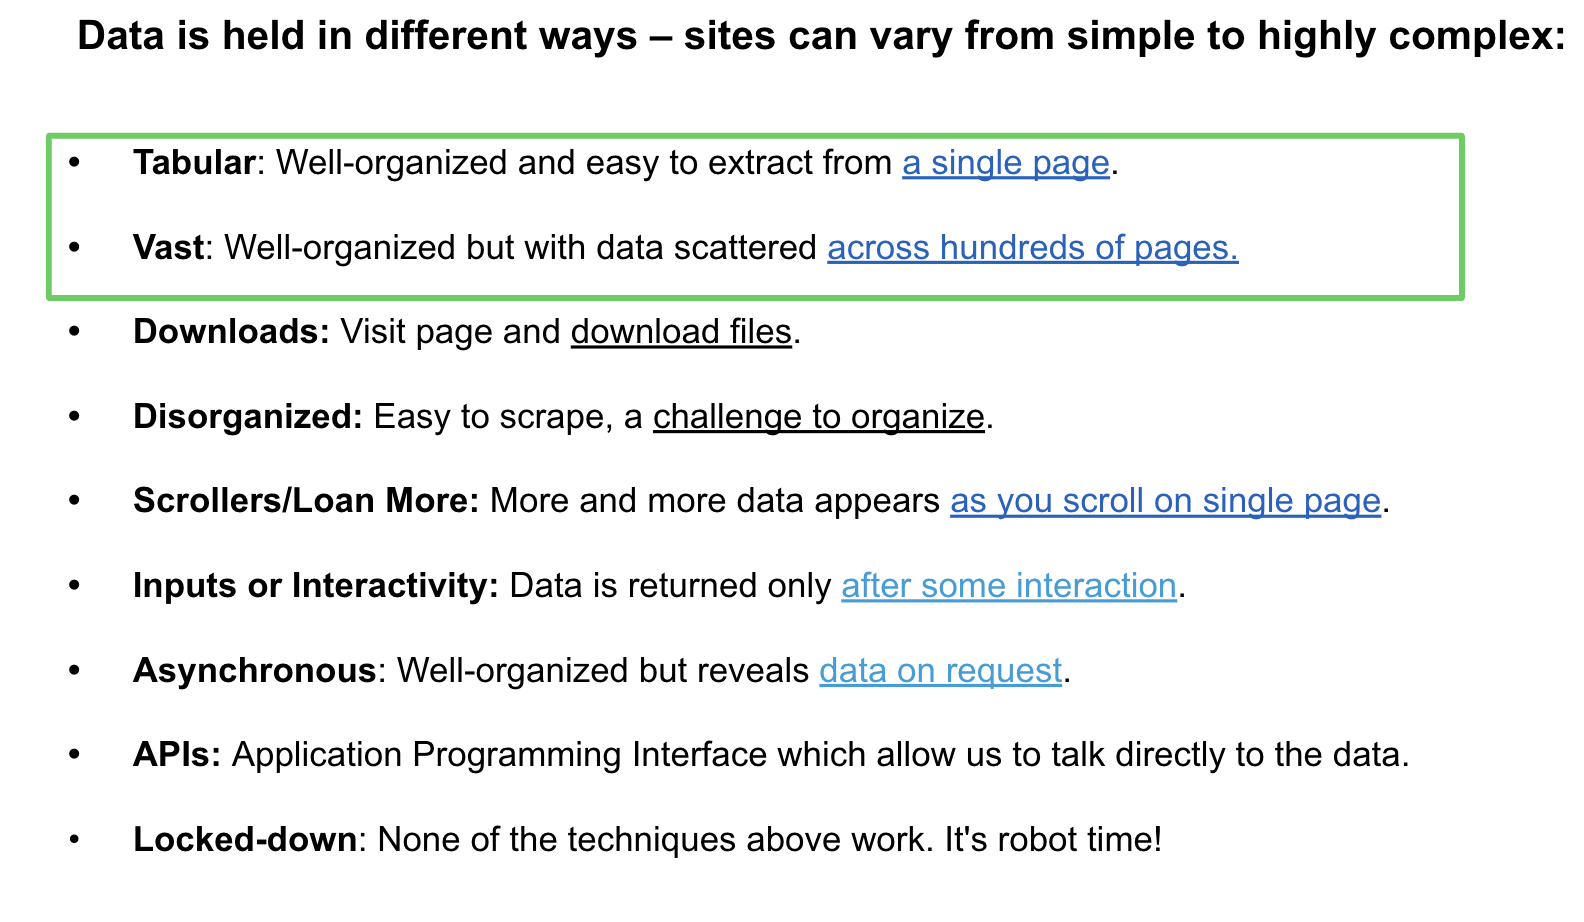 Data is held in different ways – sites can vary from simple to highly complex:
• Tabular: Well-organized and easy to extract from a single page.
• Vast: Well-organized but with data scattered across hundreds of pages.
• Downloads: Visit page and download files.
• Disorganized: Easy to scrape, a challenge to organize.
• Scrollers/Loan More: More and more data appears as you scroll on single page.
• Inputs or Interactivity: Data is returned only after some interaction.
• Asynchronous: Well-organized but reveals data on request.
• APIs: Application Programming Interface which allow us to talk directly to the data.
• Locked-down: None of the techniques above work. It's robot time!